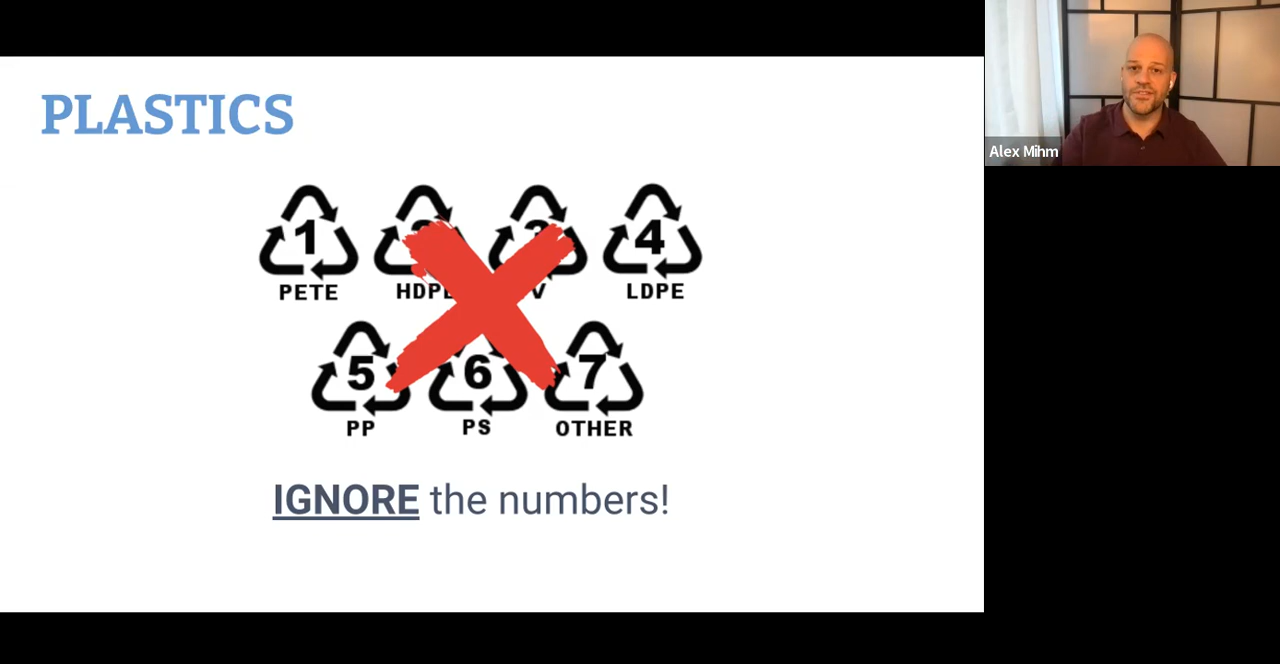 PLASTICS
Alex Mihm
1 4
PETE LDPE
5 6 7
PP PS OTHER
IGNORE the numbers!